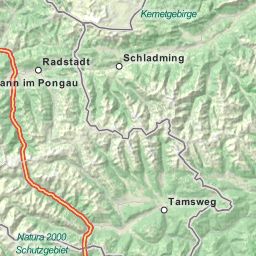 Kemetgebirge
Schladming
Radstadt
ann im Pongau
Tamsweg
Natura 2000
Schutzgebiet